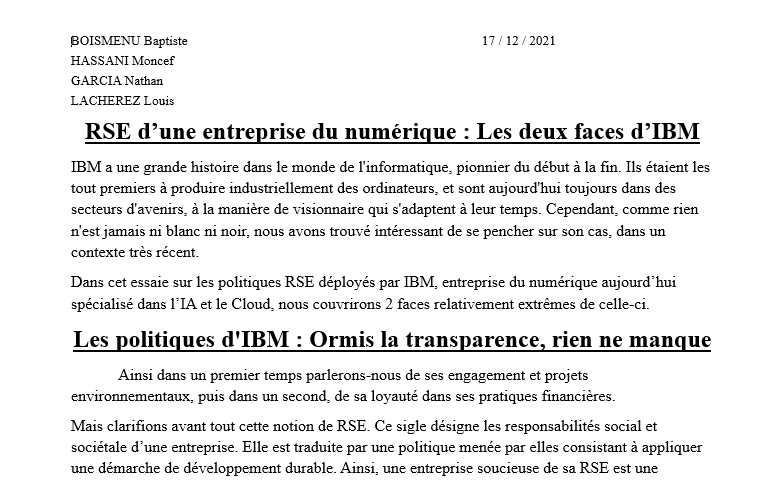 BOISMENU Baptiste 17 / 12 / 2021
HASSANI Moncef
GARCIA Nathan
LACHEREZ Louis
RSE d’une entreprise du numérique : Les deux faces d’IBM
IBM a une grande histoire dans le monde de l'informatique, pionnier du début à la fin. Ils étaient les
tout premiers à produire industriellement des ordinateurs, et sont aujourd'hui toujours dans des
secteurs d'avenirs, à la manière de visionnaire qui s'adaptent à leur temps. Cependant, comme rien
n'est jamais ni blanc ni noir, nous avons trouvé intéressant de se pencher sur son cas, dans un
contexte très récent.
Dans cet essaie sur les politiques RSE déployés par IBM, entreprise du numérique aujourd’hui
spécialisé dans l’IA et le Cloud, nous couvrirons 2 faces relativement extrêmes de celle-ci.
Les politiques d'IBM : Ormis la transparence, rien ne manque
Ainsi dans un premier temps parlerons-nous de ses engagement et projets
environnementaux, puis dans un second, de sa loyauté dans ses pratiques financières.
Mais clarifions avant tout cette notion de RSE. Ce sigle désigne les responsabilités social et
sociétale d’une entreprise. Elle est traduite par une politique menée par elles consistant à appliquer
une démarche de développement durable. Ainsi, une entreprise soucieuse de sa RSE est une